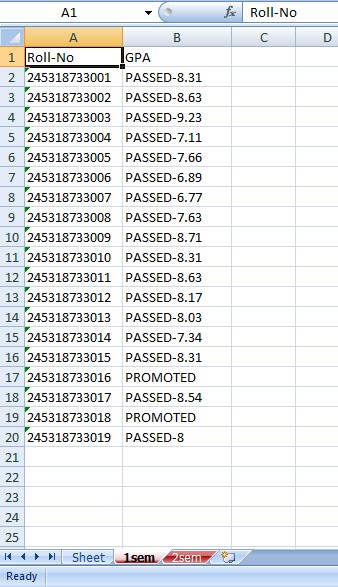 A1 fx Roll-No
A B C D
1 Roll-No GPA
2 245318733001 PASSED-8.31
3 245318733002 PASSED-8.63
4 245318733003 PASSED-9.23
5 245318733004 PASSED-7.11
6 245318733005 PASSED-7.66
7 245318733006 PASSED-6.89
8 245318733007 PASSED-6.77
9 245318733008 PASSED-7.63
10 245318733009 PASSED-8.71
11 245318733010 PASSED-8.31
12 245318733011 PASSED-8.63
13 245318733012 PASSED-8.17
14 245318733013 PASSED-8.03
15 245318733014 PASSED-7.34
16 245318733015 PASSED-8.31
17 245318733016 PROMOTED
18 245318733017 PASSED-8.54
19 245318733018 PROMOTED
20 245318733019 PASSED-8
21
22
23
24
25
Sheet 1sem 2sem
Ready